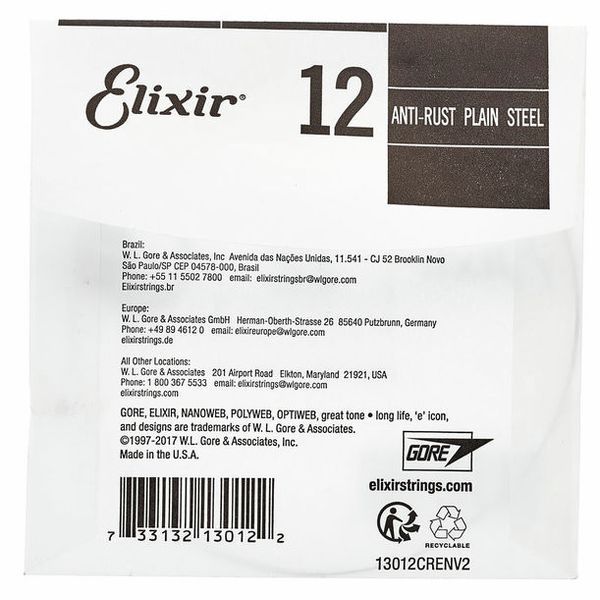 Elixir®
12
ANTI-RUST PLAIN STEEL
Brazil:
W. L. Gore & Associates, Inc Avenida das Nações Unidas, 11.541 - CJ 52 Brooklin Novo
São Paulo/SP CEP 04578-000, Brasil
Phone: +55 11 5502 7800 email: elixirstringsbr@wlgore.com
Elixirstrings.br
Europe:
W. L. Gore & Associates GmbH Herman-Oberth-Strasse 26 85640 Putzbrunn, Germany
Phone: +49 89 4612 0 email: elixireurope@wlgore.com
elixirstrings.de
All Other Locations:
W. L. Gore & Associates 201 Airport Road Elkton, Maryland 21921, USA
Phone: 1 800 367 5533 email: elixirstrings@wlgore.com
elixirstrings.com
GORE, ELIXIR, NANOWEB, POLYWEB, OPTIWEB, great tone • long life, 'e' icon,
and designs are trademarks of W. L. Gore & Associates.
©1997-2017 W.L. Gore & Associates, Inc.
Made in the U.S.A.
GORE
elixirstrings.com
RECYCLABLE
7 33132 13012 2
13012CRENV2